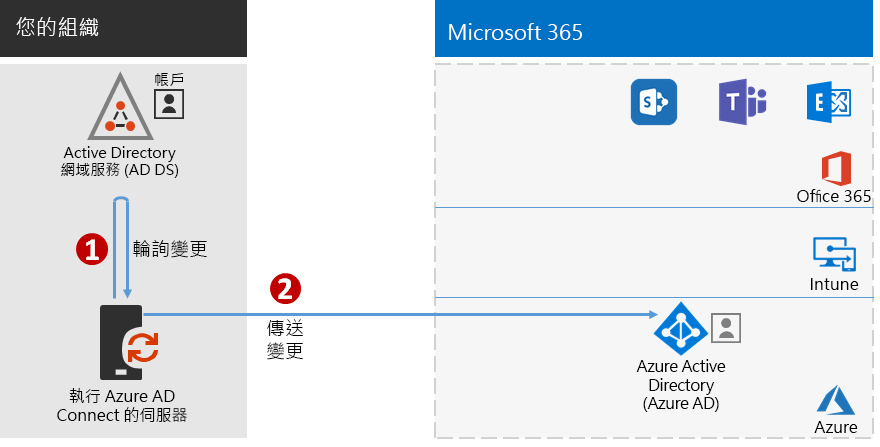 您的組織
Microsoft 365
帳戶
Active Directory
網域服務 (AD DS)
S
T
E
Office 365
1
輪詢變更
Intune
2
傳送
變更
Azure Active
Directory
(Azure AD)
執行 Azure AD
Connect 的伺服器
Azure